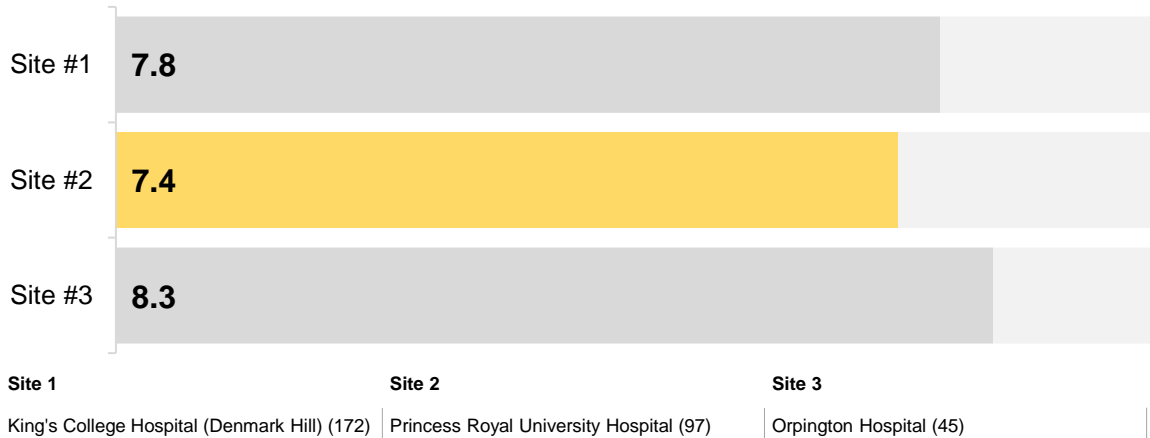 Site #1 7.8
Site #2 7.4
Site #3 8.3
Site 1 Site 2 Site 3
King's College Hospital (Denmark Hill) (172) Princess Royal University Hospital (97) Orpington Hospital (45)